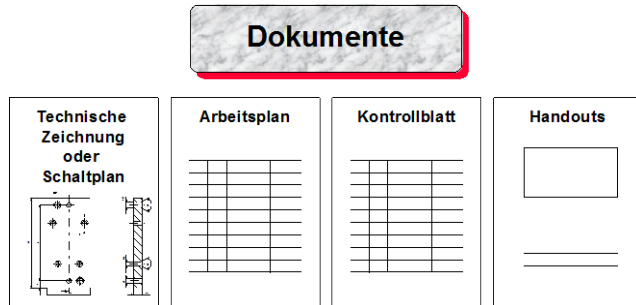 Dokumente
Technische
Zeichnung
oder
Schaltplan
Arbeitsplan
Kontrollblatt
Handouts